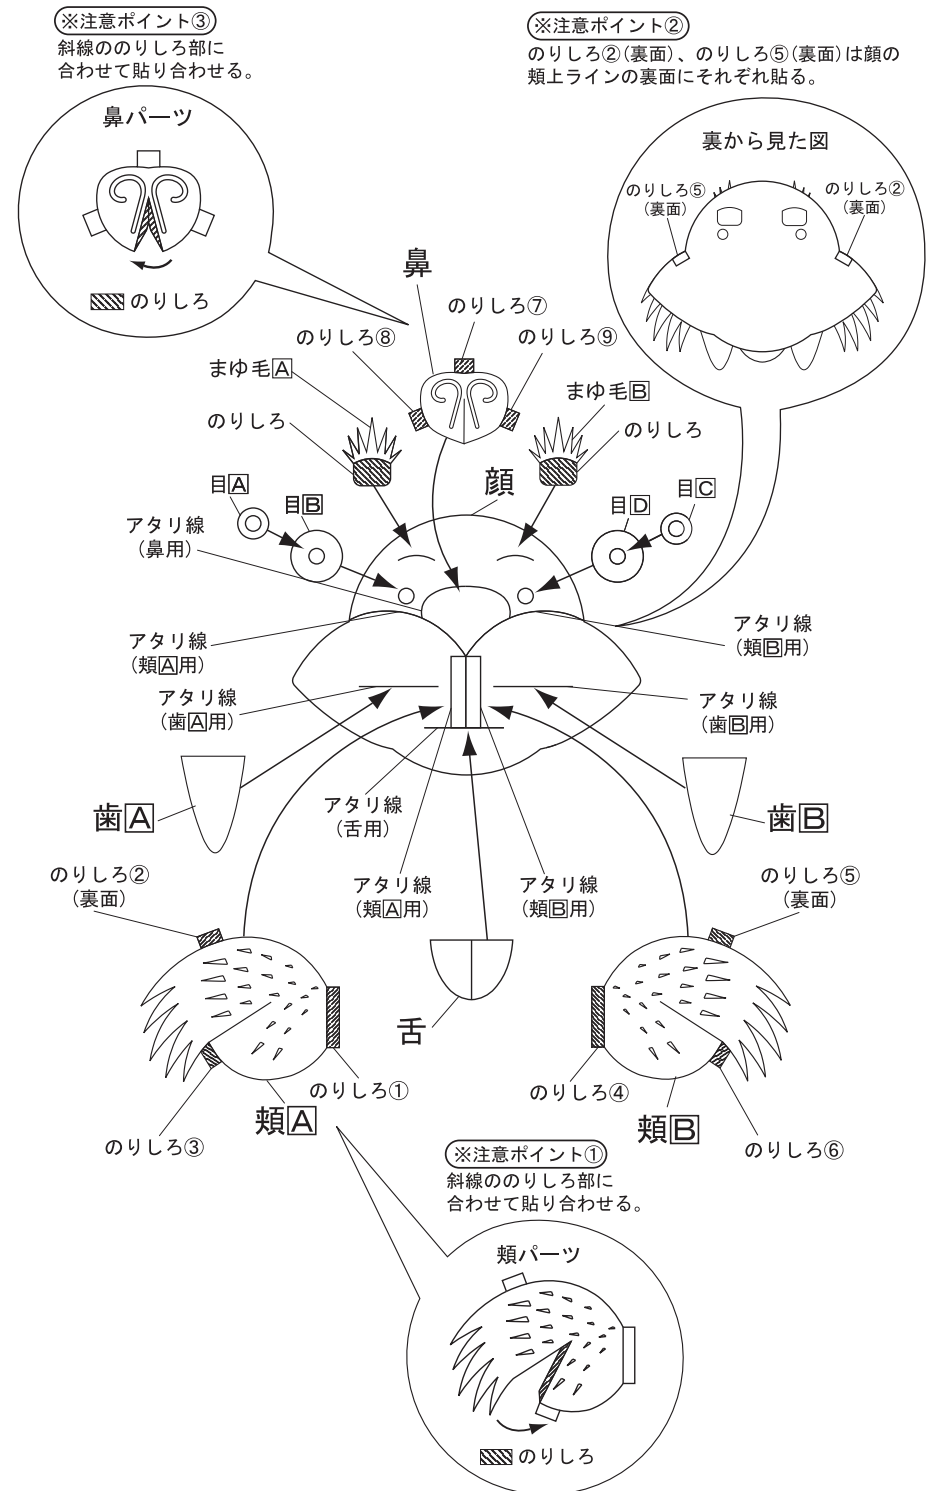 ※注意ポイント③
斜線ののりしろ部に
合わせて貼り合わせる。
鼻パーツ
のりしろ
※注意ポイント②
のりしろ②(裏面)、のりしろ⑤(裏面)は顔の
頬上ラインの裏面にそれぞれ貼る。
裏から見た図
のりしろ⑤
(裏面)
のりしろ②
(裏面)
鼻
のりしろ⑦
のりしろ⑧
のりしろ⑨
まゆ毛A
まゆ毛B
のりしろ
のりしろ
顔
目A
目B
目D
目C
アタリ線
(鼻用)
アタリ線
(頬A用)
アタリ線
(頬B用)
アタリ線
(歯A用)
アタリ線
(歯B用)
歯A
歯B
アタリ線
(舌用)
アタリ線
(頬A用)
アタリ線
(頬B用)
のりしろ②
(裏面)
のりしろ⑤
(裏面)
舌
のりしろ①
のりしろ④
頬A
頬B
のりしろ③
のりしろ⑥
※注意ポイント①
斜線ののりしろ部に
合わせて貼り合わせる。
頬パーツ
のりしろ